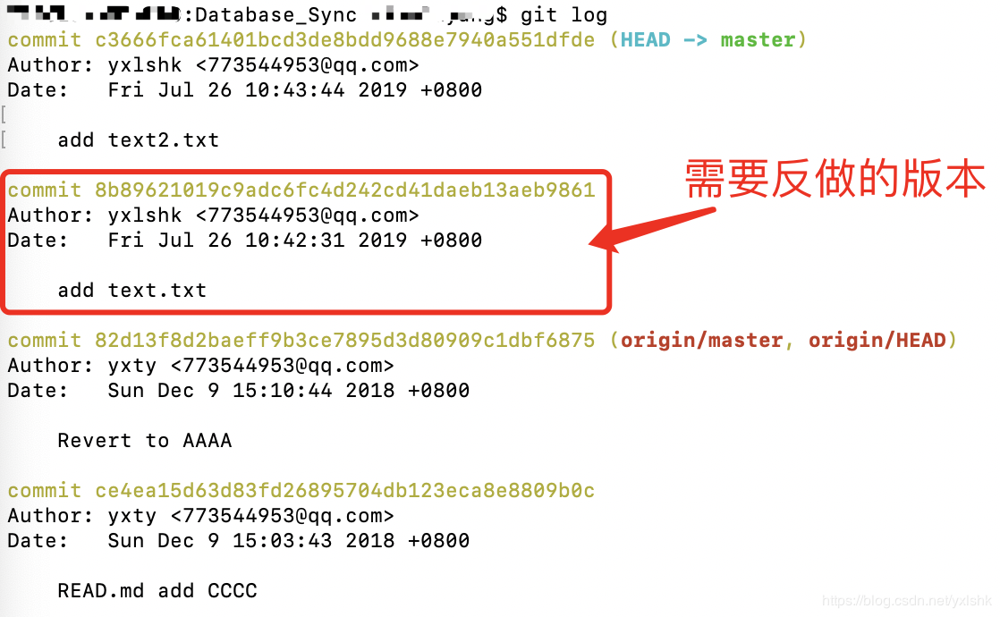 :Database_Sync $ git log
commit c3666fca61401bcd3de8bdd9688e7940a551dfde (HEAD -> master)
Author: yxlshk <773544953@qq.com>
Date:   Fri Jul 26 10:43:44 2019 +0800
[
[    add text2.txt
需要反做的版本
commit 8b89621019c9adc6fc4d242cd41daeb13aeb9861
Author: yxlshk <773544953@qq.com>
Date:   Fri Jul 26 10:42:31 2019 +0800
add text.txt
commit 82d13f8d2baeff9b3ce7895d3d80909c1dbf6875 (origin/master, origin/HEAD)
Author: yxty <773544953@qq.com>
Date:   Sun Dec 9 15:10:44 2018 +0800
Revert to AAAA
commit ce4ea15d63d83fd26895704db123eca8e8809b0c
Author: yxty <773544953@qq.com>
Date:   Sun Dec 9 15:03:43 2018 +0800
READ.md add CCCC
https://blog.csdn.net/yxlshk